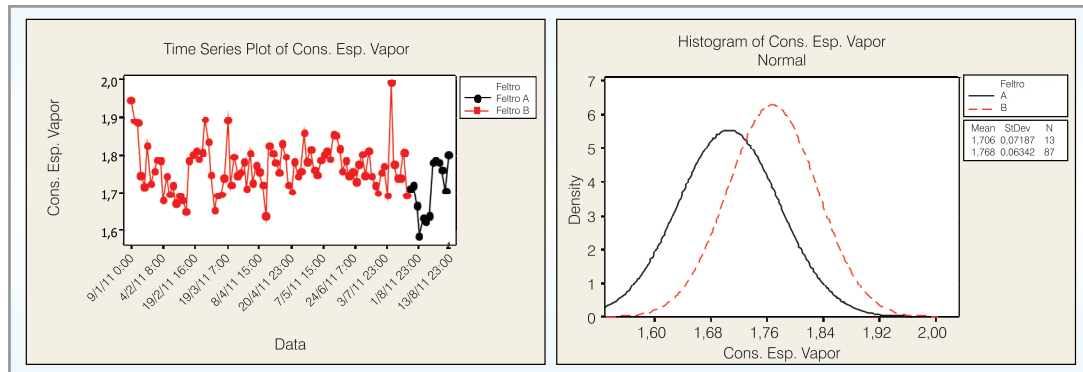 Time Series Plot of Cons. Esp. Vapor
Cons. Esp. Vapor
2,0
1,9
1,8
1,7
1,6
9/1/11 0:00
4/2/11 8:00
19/2/11 16:00
19/3/11 7:00
8/4/11 15:00
20/4/11 23:00
7/5/11 15:00
24/6/11 7:00
3/7/11 23:00
1/8/11 23:00
13/8/11 23:00
Data
Feltro
Feltro A
Feltro B
Histogram of Cons. Esp. Vapor
Normal
Density
7
6
5
4
3
2
1
0
1,60 1,68 1,76 1,84 1,92 2,00
Cons. Esp. Vapor
Feltro
A
B
Mean StDev N
1,706 0,07187 13
1,768 0,06342 87